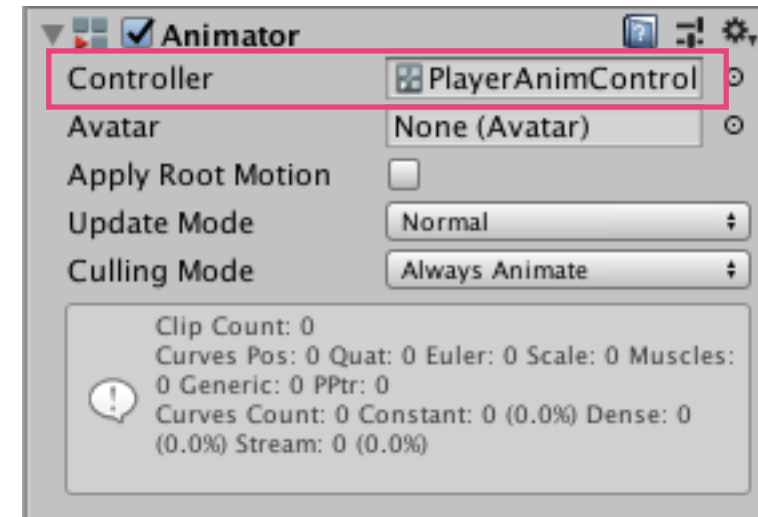 Animator
Controller PlayerAnimControl
Avatar None (Avatar)
Apply Root Motion
Update Mode Normal
Culling Mode Always Animate
Clip Count: 0
Curves Pos: 0 Quat: 0 Euler: 0 Scale: 0 Muscles:
0 Generic: 0 PPtr: 0
Curves Count: 0 Constant: 0 (0.0%) Dense: 0
(0.0%) Stream: 0 (0.0%)